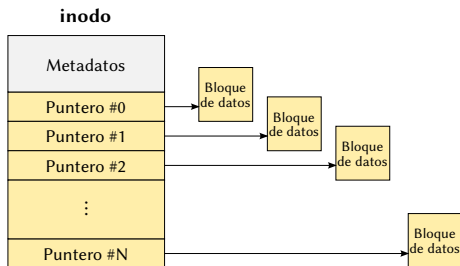 inodo
Metadatos
Puntero #0
Puntero #1
Puntero #2
⋮
Puntero #N
Bloque
de datos
Bloque
de datos
Bloque
de datos
Bloque
de datos